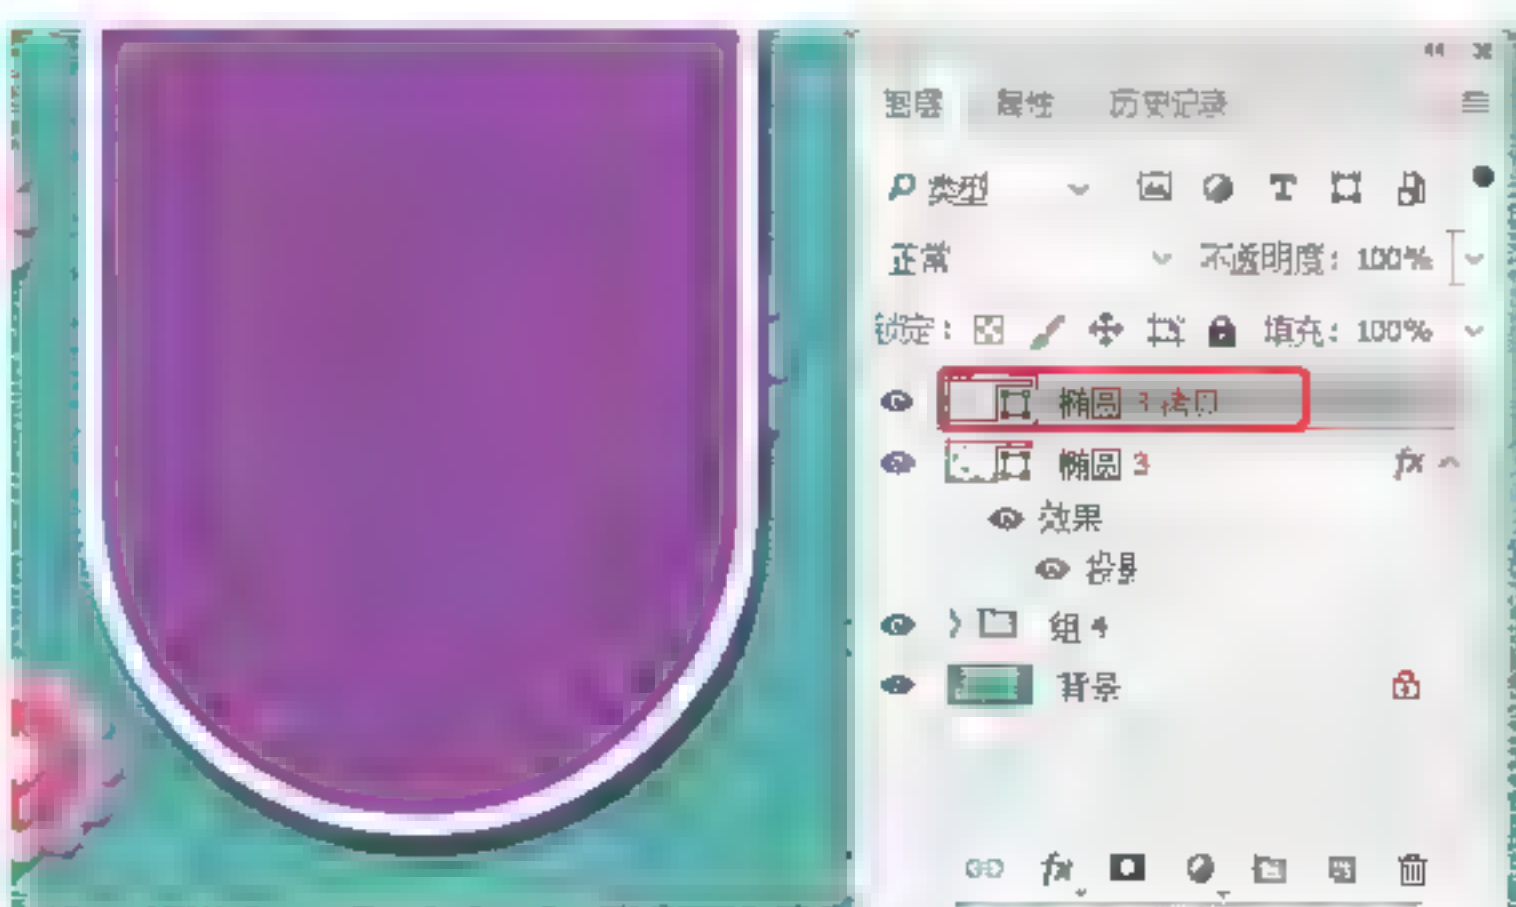 图层 属性 历史记录
类型
正常 不透明度: 100%
锁定: 填充: 100%
椭圆 3 拷贝
椭圆 3 fx
效果
投影
组 4
背景
fx